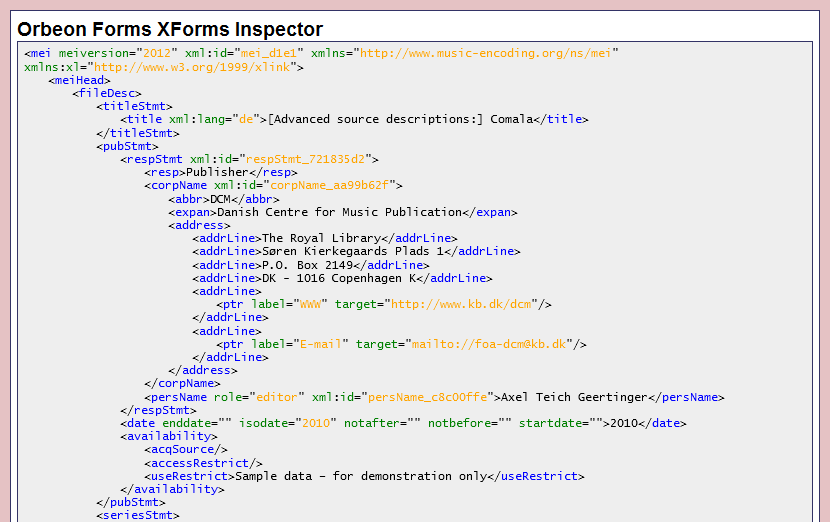 Orbeon Forms XForms Inspector
<mei meiversion="2012" xml:id="mei_d1e1" xmlns="http://www.music-encoding.org/ns/mei"
xmlns:xl="http://www.w3.org/1999/xlink">
<meiHead>
<fileDesc>
<titleStmt>
<title xml:lang="de">[Advanced source descriptions:] Comala</title>
</titleStmt>
<pubStmt>
<respStmt xml:id="respStmt_721835d2">
<resp>Publisher</resp>
<corpName xml:id="corpName_aa99b62f">
<abbr>DCM</abbr>
<expan>Danish Centre for Music Publication</expan>
<address>
<addrLine>The Royal Library</addrLine>
<addrLine>Søren Kierkegaards Plads 1</addrLine>
<addrLine>P.O. Box 2149</addrLine>
<addrLine>DK - 1016 Copenhagen K</addrLine>
<addrLine>
<ptr label="WWW" target="http://www.kb.dk/dcm"/>
</addrLine>
<addrLine>
<ptr label="E-mail" target="mailto://foa-dcm@kb.dk"/>
</addrLine>
</address>
</corpName>
<persName role="editor" xml:id="persName_c8c00ffe">Axel Teich Geertinger</persName>
</respStmt>
<date enddate="" isodate="2010" notafter="" notbefore="" startdate="">2010</date>
<availability>
<acqSource/>
<accessRestrict/>
<useRestrict>Sample data - for demonstration only</useRestrict>
</availability>
</pubStmt>
<seriesStmt>